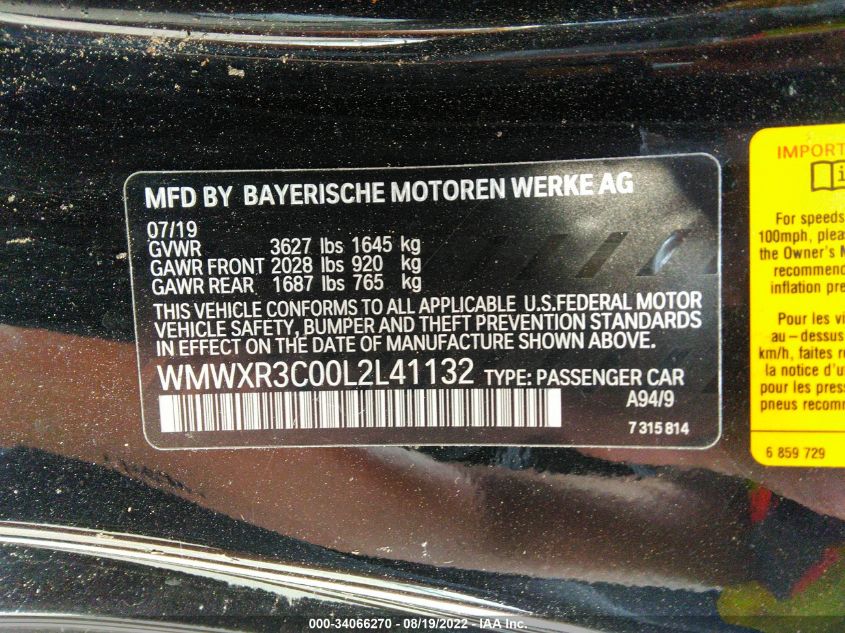 MFD BY BAYERISCHE MOTOREN WERKE AG
07/19
GVWR 3627 lbs 1645 kg
GAWR FRONT 2028 lbs 920 kg
GAWR REAR 1687 lbs 765 kg
THIS VEHICLE CONFORMS TO ALL APPLICABLE U.S.FEDERAL MOTOR
VEHICLE SAFETY, BUMPER AND THEFT PREVENTION STANDARDS
IN EFFECT ON THE DATE OF MANUFACTURE SHOWN ABOVE.
WMWXR3C00L2L41132 TYPE: PASSENGER CAR
A94/9
7 315 814
IMPORT
For speeds
100mph, pleas
the Owner's M
recommend
inflation pre
Pour les vi
au-dessus
km/h, faites r
la notice d'u
pour les press
pneus recomm
6 859 729
000-34066270 - 08/19/2022 - IAA Inc.